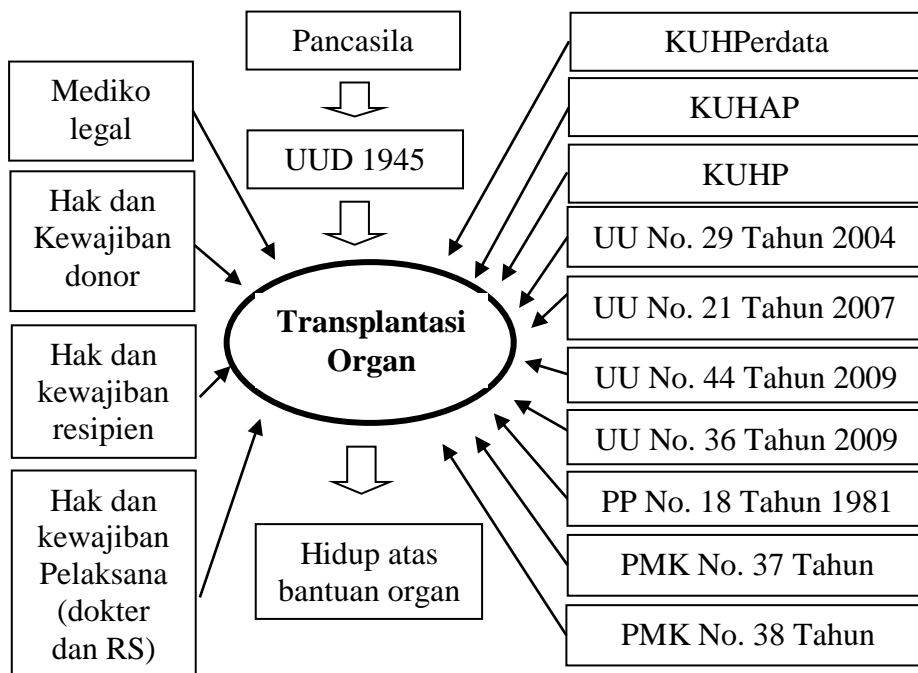 Mediko
legal
Hak dan
Kewajiban
donor
Hak dan
kewajiban
resipien
Hak dan
kewajiban
Pelaksana
(dokter
dan RS)
Pancasila
UUD 1945
Transplantasi
Organ
Hidup atas
bantuan organ
KUHPerdata
KUHAP
KUHP
UU No. 29 Tahun 2004
UU No. 21 Tahun 2007
UU No. 44 Tahun 2009
UU No. 36 Tahun 2009
PP No. 18 Tahun 1981
PMK No. 37 Tahun
PMK No. 38 Tahun